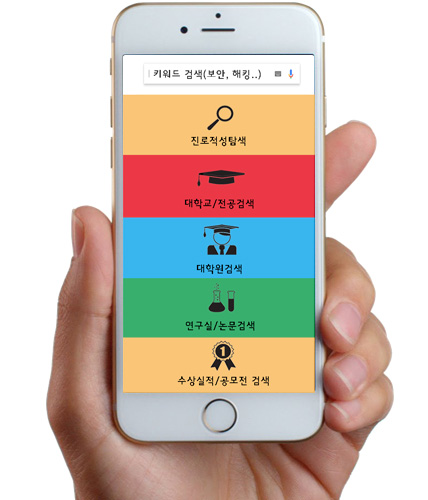 키워드 검색(보안, 해킹..)
진로적성탐색
대학교/전공검색
대학원검색
연구실/논문검색
1
수상실적/공모전 검색